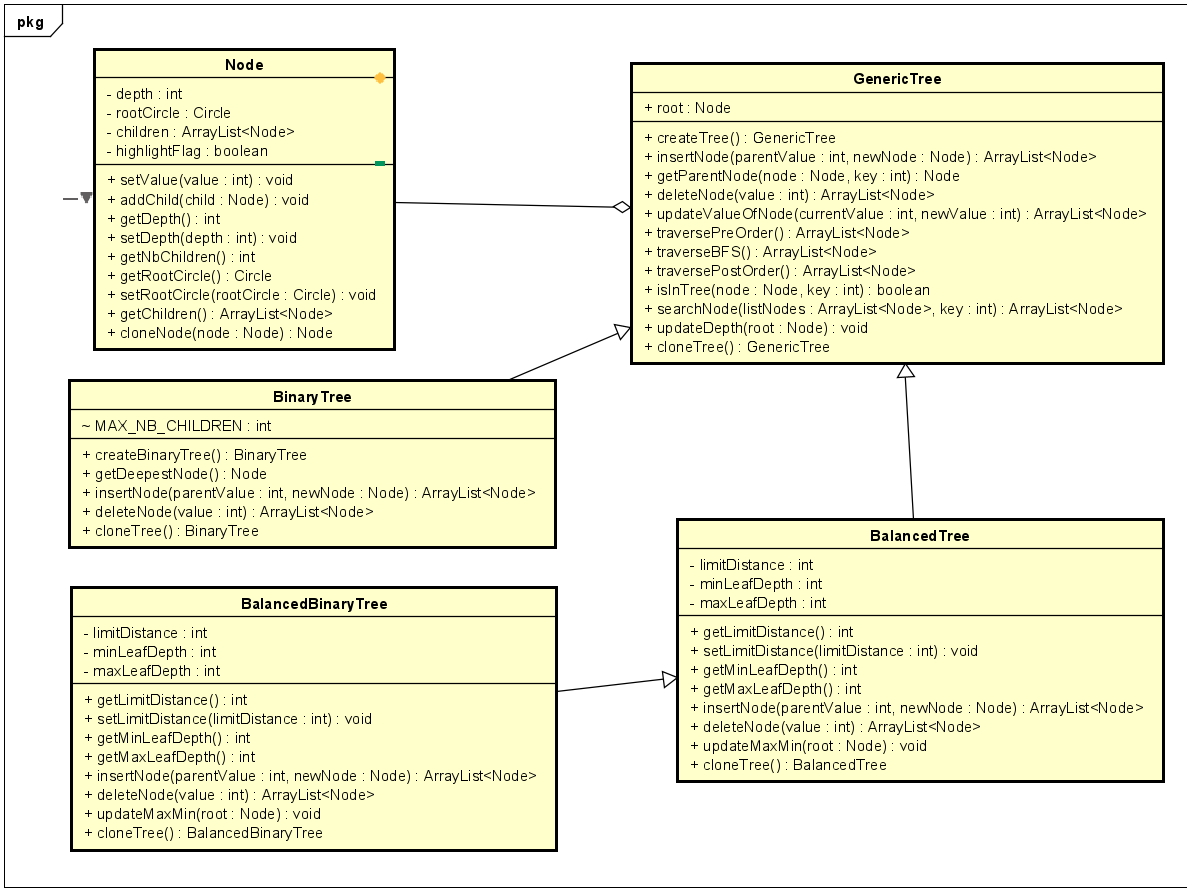 pkg
Node
- depth : int
- rootCircle : Circle
- children : ArrayList<Node>
- highlightFlag : boolean
+ setValue(value : int) : void
+ addChild(child : Node) : void
+ getDepth() : int
+ setDepth(depth : int) : void
+ getNbChildren() : int
+ getRootCircle() : Circle
+ setRootCircle(rootCircle : Circle) : void
+ getChildren() : ArrayList<Node>
+ cloneNode(node : Node) : Node
GenericTree
+ root : Node
+ createTree() : GenericTree
+ insertNode(parentValue : int, newNode : Node) : ArrayList<Node>
+ getParentNode(node : Node, key : int) : Node
+ deleteNode(value : int) : ArrayList<Node>
+ updateValueOfNode(currentValue : int, newValue : int) : ArrayList<Node>
+ traversePreOrder() : ArrayList<Node>
+ traverseBFS() : ArrayList<Node>
+ traversePostOrder() : ArrayList<Node>
+ isInTree(node : Node, key : int) : boolean
+ searchNode(listNodes : ArrayList<Node>, key : int) : ArrayList<Node>
+ updateDepth(root : Node) : void
+ cloneTree() : GenericTree
BinaryTree
~ MAX_NB_CHILDREN : int
+ createBinaryTree() : BinaryTree
+ getDeepestNode() : Node
+ insertNode(parentValue : int, newNode : Node) : ArrayList<Node>
+ deleteNode(value : int) : ArrayList<Node>
+ cloneTree() : BinaryTree
BalancedTree
- limitDistance : int
- minLeafDepth : int
- maxLeafDepth : int
+ getLimitDistance() : int
+ setLimitDistance(limitDistance : int) : void
+ getMinLeafDepth() : int
+ getMaxLeafDepth() : int
+ insertNode(parentValue : int, newNode : Node) : ArrayList<Node>
+ deleteNode(value : int) : ArrayList<Node>
+ updateMaxMin(root : Node) : void
+ cloneTree() : BalancedTree
BalancedBinaryTree
- limitDistance : int
- minLeafDepth : int
- maxLeafDepth : int
+ getLimitDistance() : int
+ setLimitDistance(limitDistance : int) : void
+ getMinLeafDepth() : int
+ getMaxLeafDepth() : int
+ insertNode(parentValue : int, newNode : Node) : ArrayList<Node>
+ deleteNode(value : int) : ArrayList<Node>
+ updateMaxMin(root : Node) : void
+ cloneTree() : BalancedBinaryTree